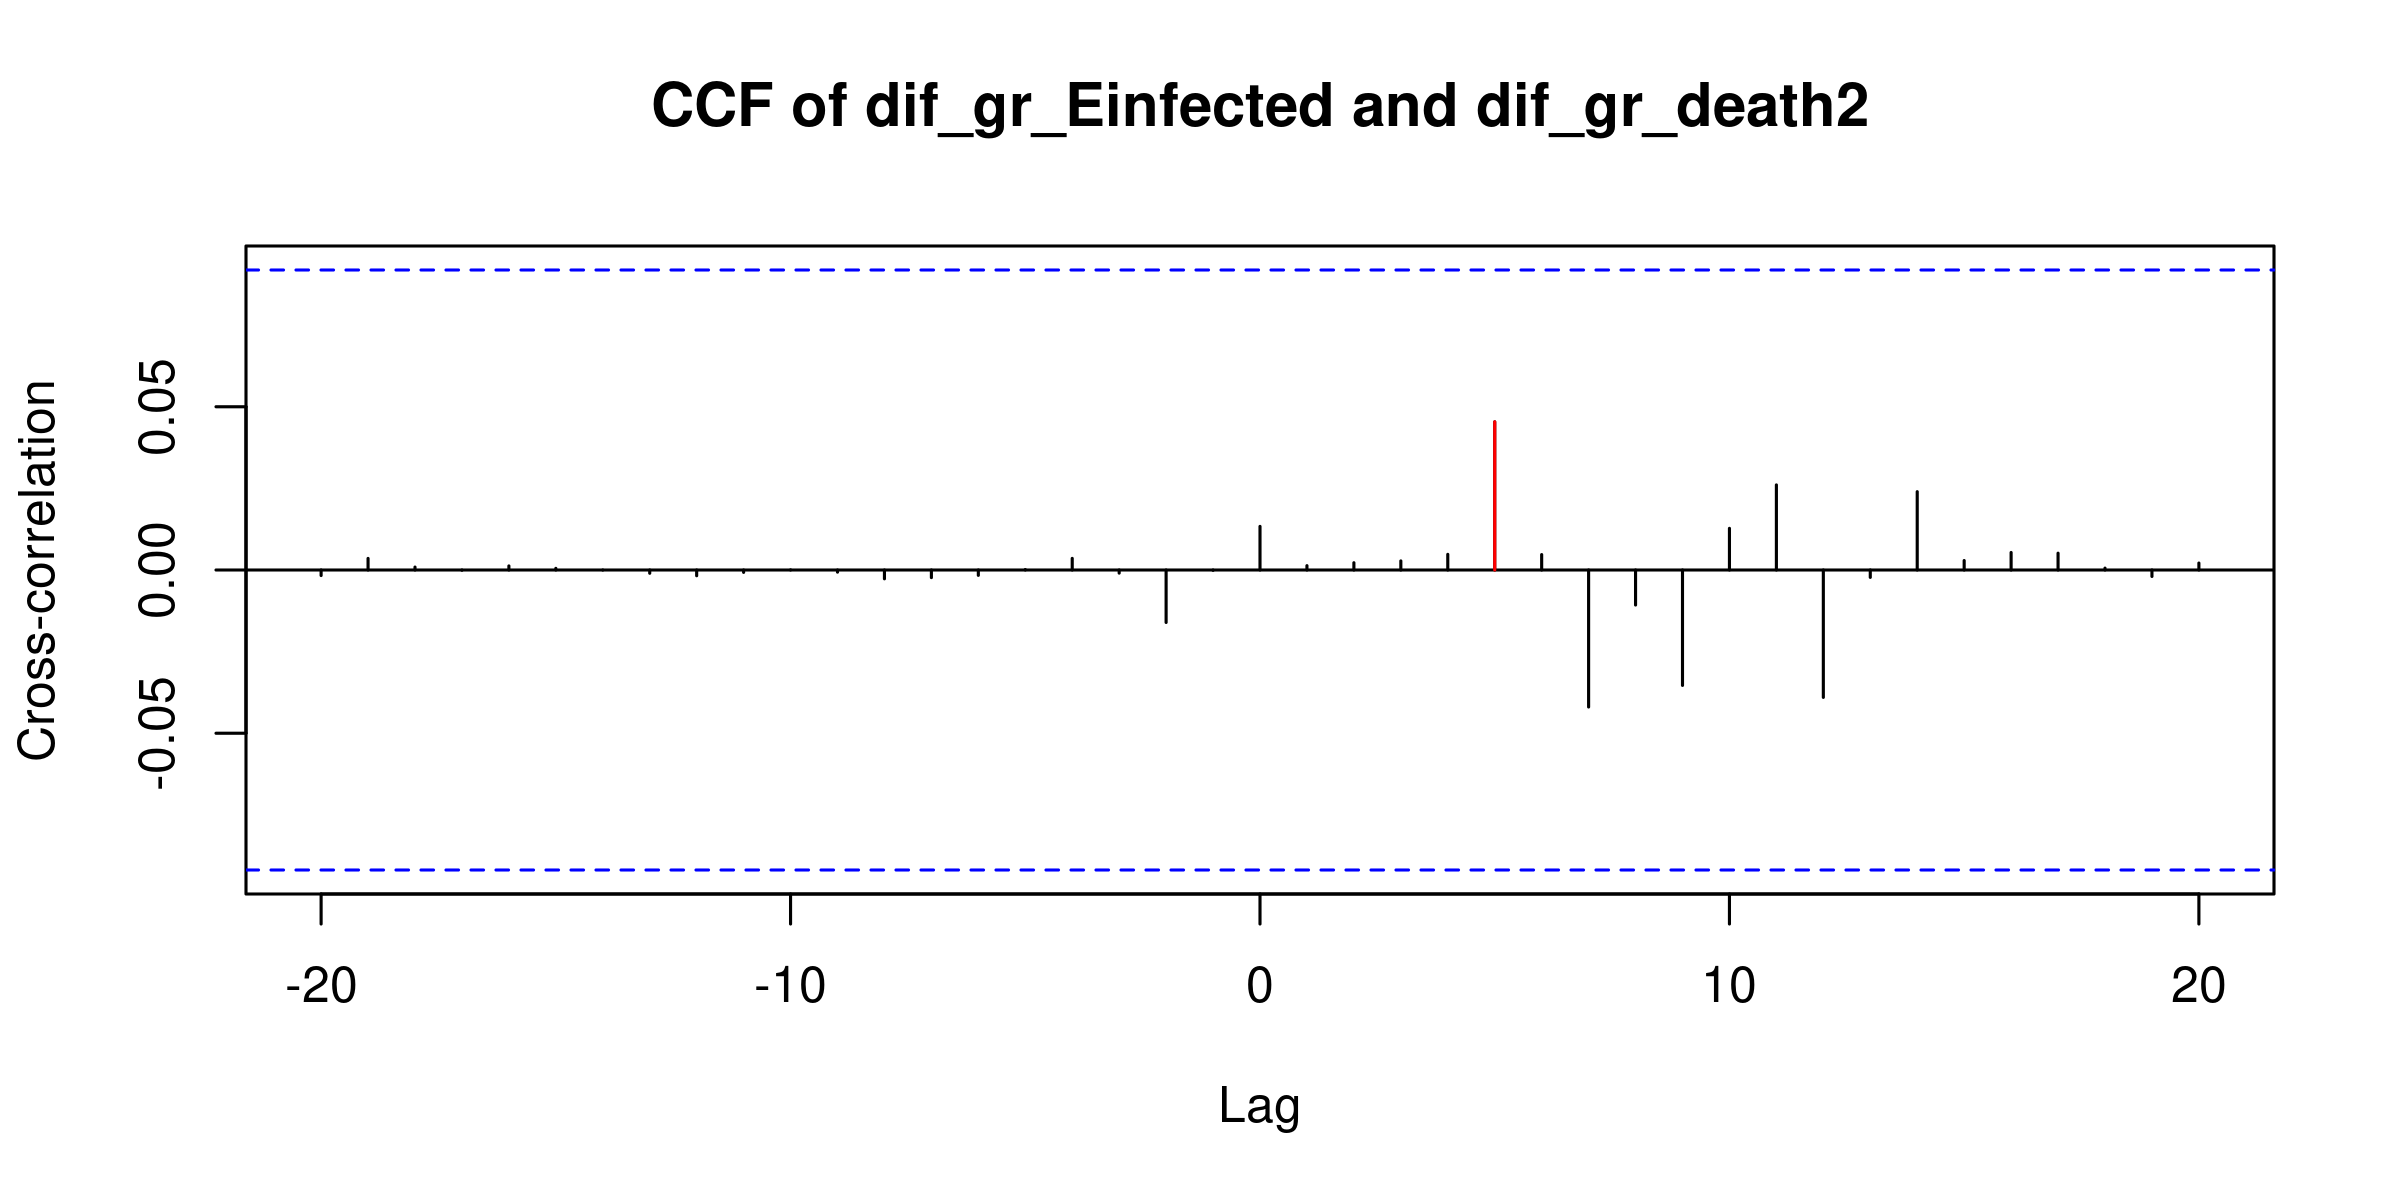 CCF of dif_gr_Einfected and dif_gr_death2
Cross-correlation
0.05
0.00
-0.05
-20
-10
0
10
20
Lag